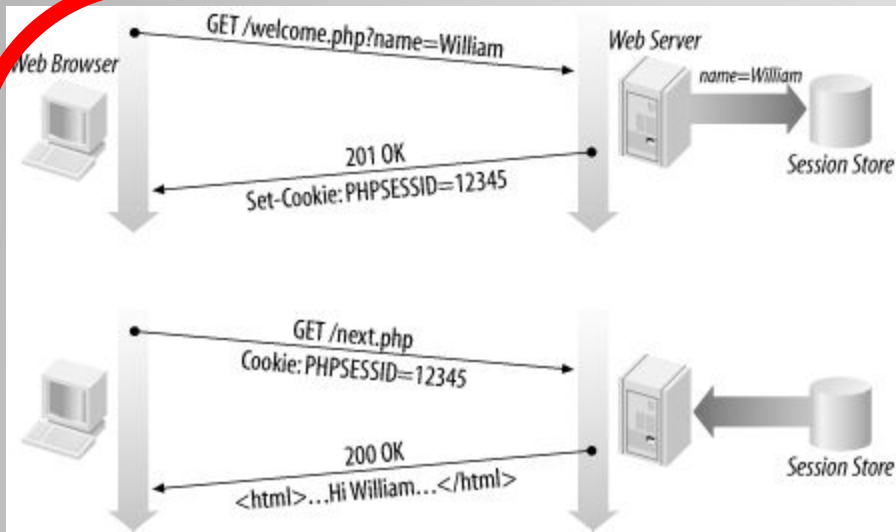 GET /welcome.php?name=William
Web Browser
Web Server
name=William
Session Store
201 OK
Set-Cookie: PHPSESSID=12345
GET /next.php
Cookie: PHPSESSID=12345
200 OK
<html>...Hi William...</html>
Session Store